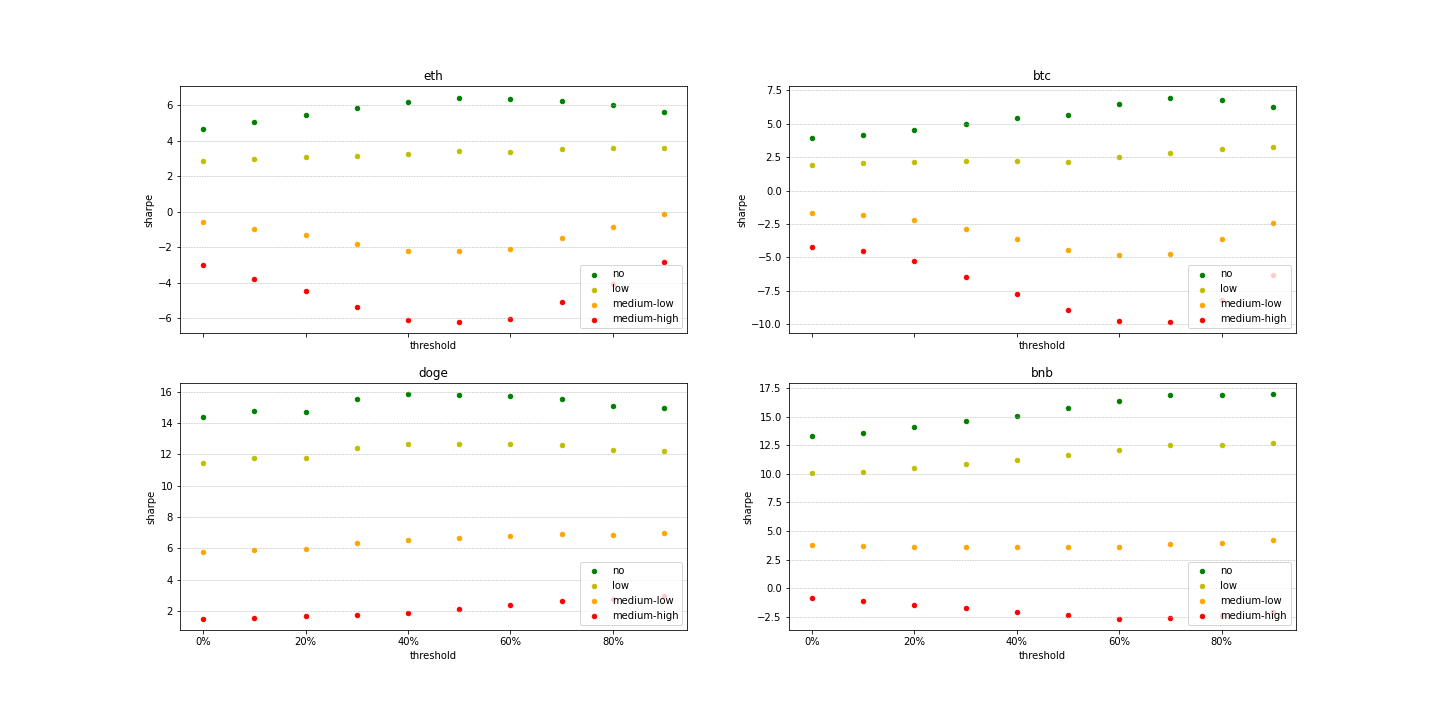 eth
sharpe
6
4
2
0
−2
−4
−6
no
low
medium-low
medium-high
threshold
btc
sharpe
7.5
5.0
2.5
0.0
−2.5
−5.0
−7.5
−10.0
no
low
medium-low
medium-high
threshold
doge
sharpe
16
14
12
10
8
6
4
2
no
low
medium-low
medium-high
0% 20% 40% 60% 80%
threshold
bnb
sharpe
17.5
15.0
12.5
10.0
7.5
5.0
2.5
0.0
−2.5
no
low
medium-low
medium-high
0% 20% 40% 60% 80%
threshold